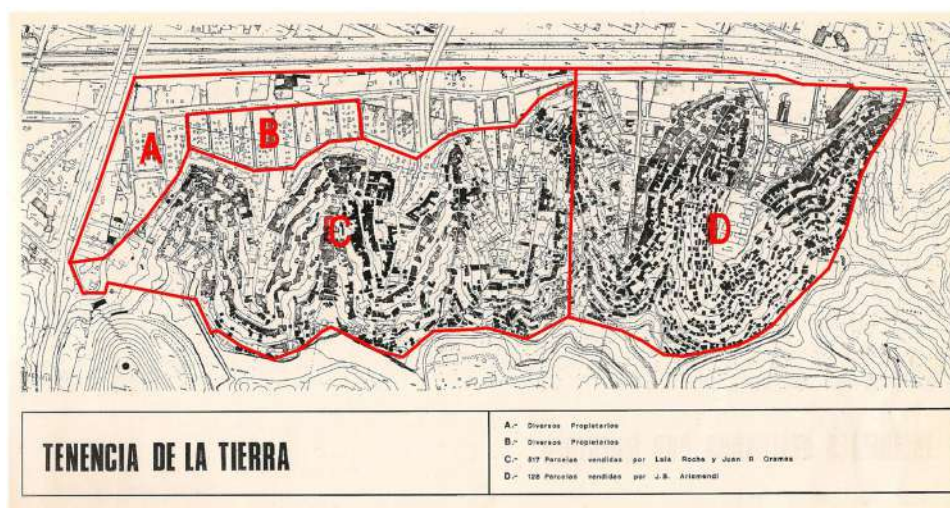 A
B
C
D
TENENCIA DE LA TIERRA
A.- Diversos Propietarios
B.- Diversos Propietarios
C.- 517 Parcelas vendidas por Lola Roche y Juan R Oramas
D.- 128 Parcelas vendidas por J.B. Arismendi